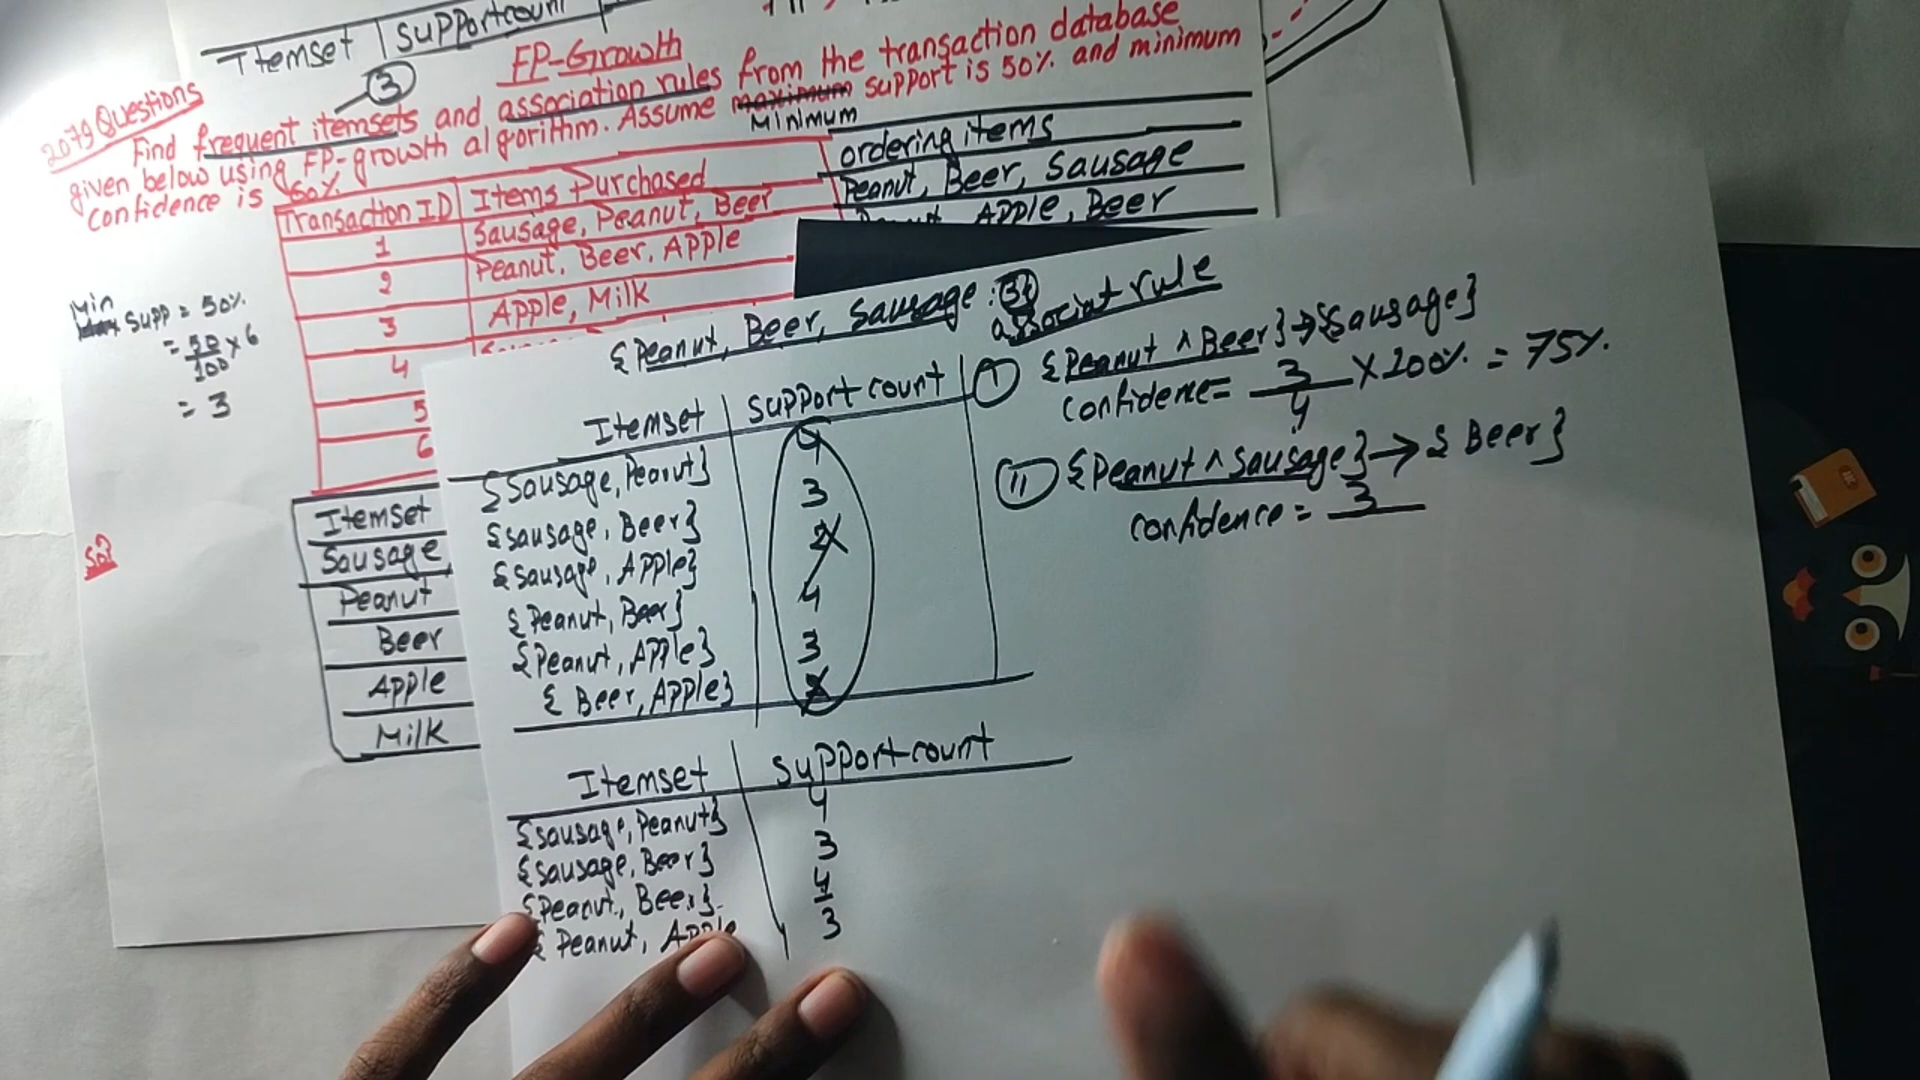 Itemset | support count
FP-Growth
2079 Questions
③
Find frequent itemsets and association rules from the transaction database
given below using FP-growth algorithm. Assume maximum support is 50% and minimum
Minimum
confidence is 60%
Transaction ID | Items Purchased | ordering items
1 | Sausage, Peanut, Beer | Peanut, Beer, Sausage
2 | Peanut, Beer, Apple | Apple, Beer
3 | Apple, Milk
4
5
6
Min
Supp = 50%
= 50/100 x 6
= 3
Itemset
Sausage
Peanut
Beer
Apple
Milk
{Peanut, Beer, Sausage : 3}
Itemset | support count
{Sausage, Peanut} 4
{sausage, Beer} 3
{sausage, Apple} 2
{Peanut, Beer} 4
{Peanut, Apple} 3
{Beer, Apple}
Itemset | support count
{sausage, Peanut} 4
{sausage, Beer} 3
{Peanut, Beer} 4
{Peanut, Apple 3
associat rule
I {Peanut ^ Beer} → {Sausage}
confidence = 3/4 X 100% = 75%.
II {Peanut ^ Sausage} → {Beer}
confidence = 3